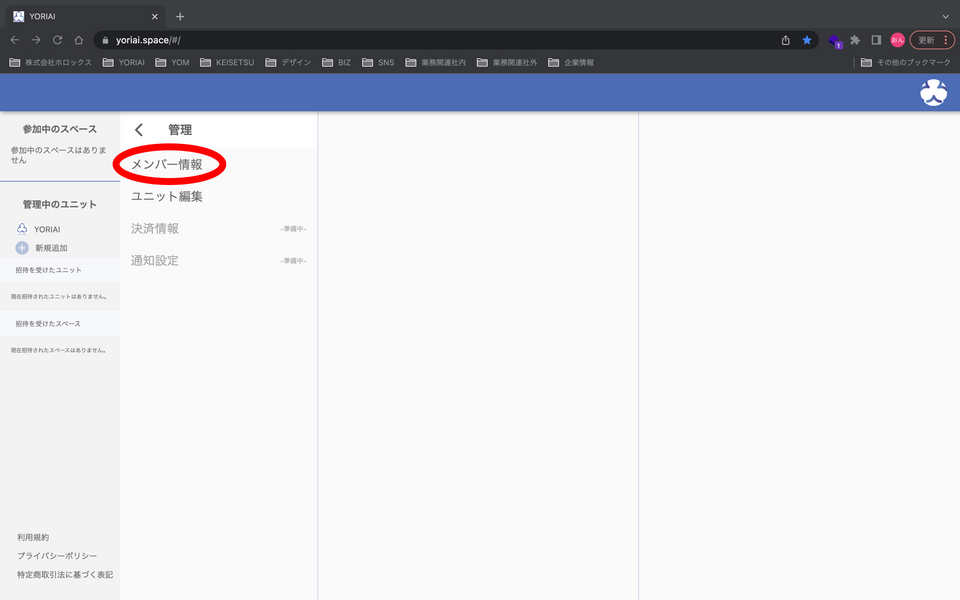 YORIAI
yoriai.space/#/
1
おん
更新
株式会社ホロックス
YORIAI
YOM
KEISETSU
デザイン
BIZ
SNS
業務関連社内
業務関連社外
企業情報
その他のブックマーク
参加中のスペース
参加中のスペースはありま
せん
管理中のユニット
YORIAI
新規追加
招待を受けたユニット
現在招待されたユニットはありません。
招待を受けたスペース
現在招待されたスペースはありません。
利用規約
プライバシーポリシー
特定商取引法に基づく表記
管理
メンバー情報
ユニット編集
決済情報 -準備中-
通知設定 -準備中-